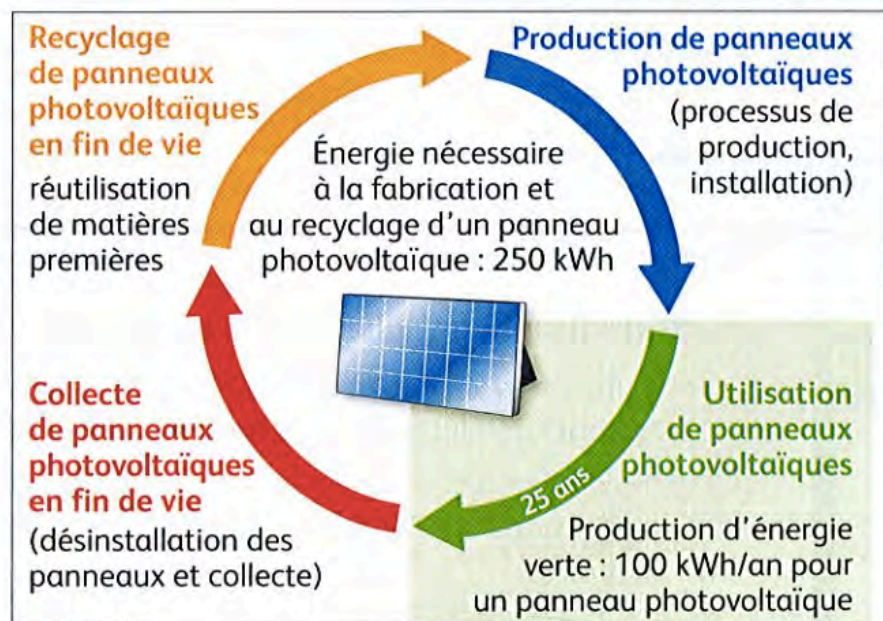 Recyclage
de panneaux
photovoltaïques
en fin de vie
réutilisation
de matières
premières
Production de panneaux
photovoltaïques
(processus de
production,
installation)
Énergie nécessaire
à la fabrication et
au recyclage d'un panneau
photovoltaïque : 250 kWh
Collecte
de panneaux
photovoltaïques
en fin de vie
(désinstallation des
panneaux et collecte)
25 ans
Utilisation
de panneaux
photovoltaïques
Production d'énergie
verte : 100 kWh/an pour
un panneau photovoltaïque